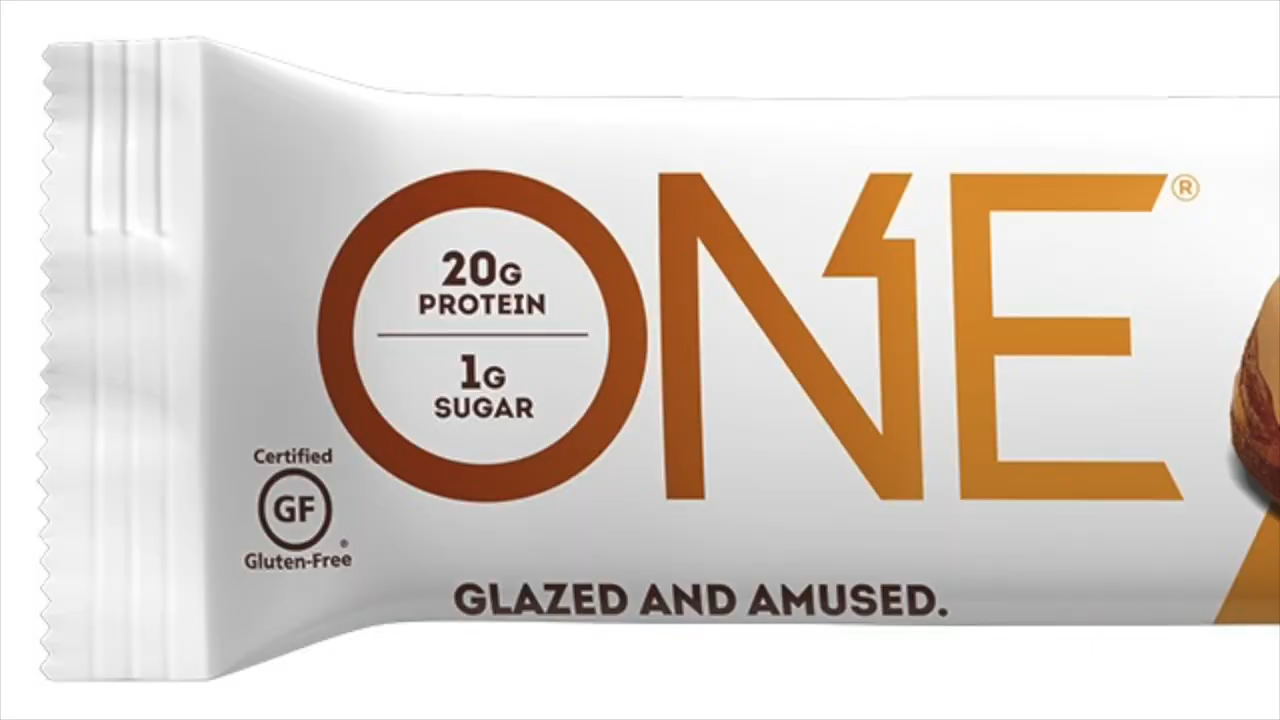 ONE®
20G
PROTEIN
1G
SUGAR
Certified
GF
®
Gluten-Free
GLAZED AND AMUSED.